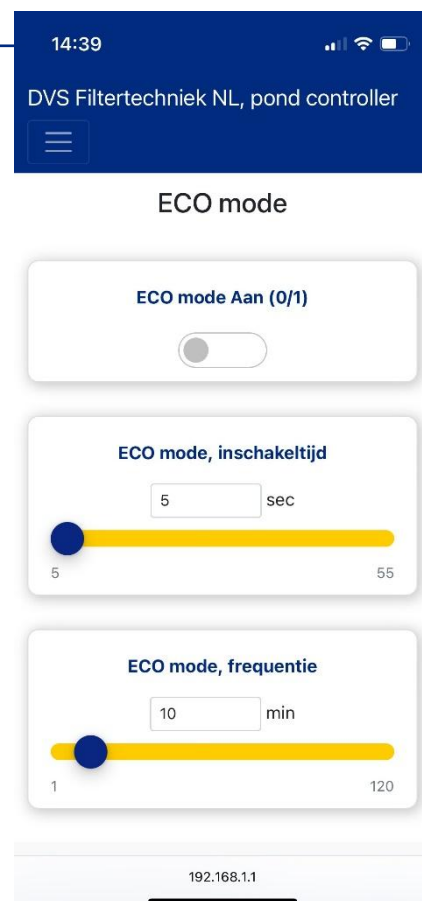 14:39
DVS Filtertechniek NL, pond controller
ECO mode
ECO mode Aan (0/1)
ECO mode, inschakeltijd
5 sec
5 55
ECO mode, frequentie
10 min
1 120
192.168.1.1